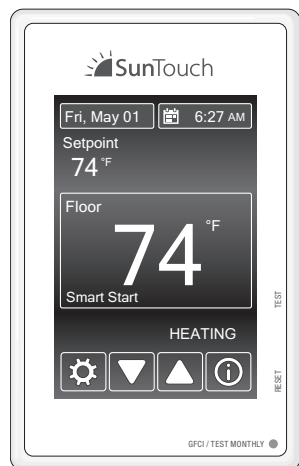 SunTouch
Fri, May 01 6:27 AM
Setpoint
74 °F
Floor
74 °F
Smart Start
HEATING
TEST
RESET
GFCI / TEST MONTHLY